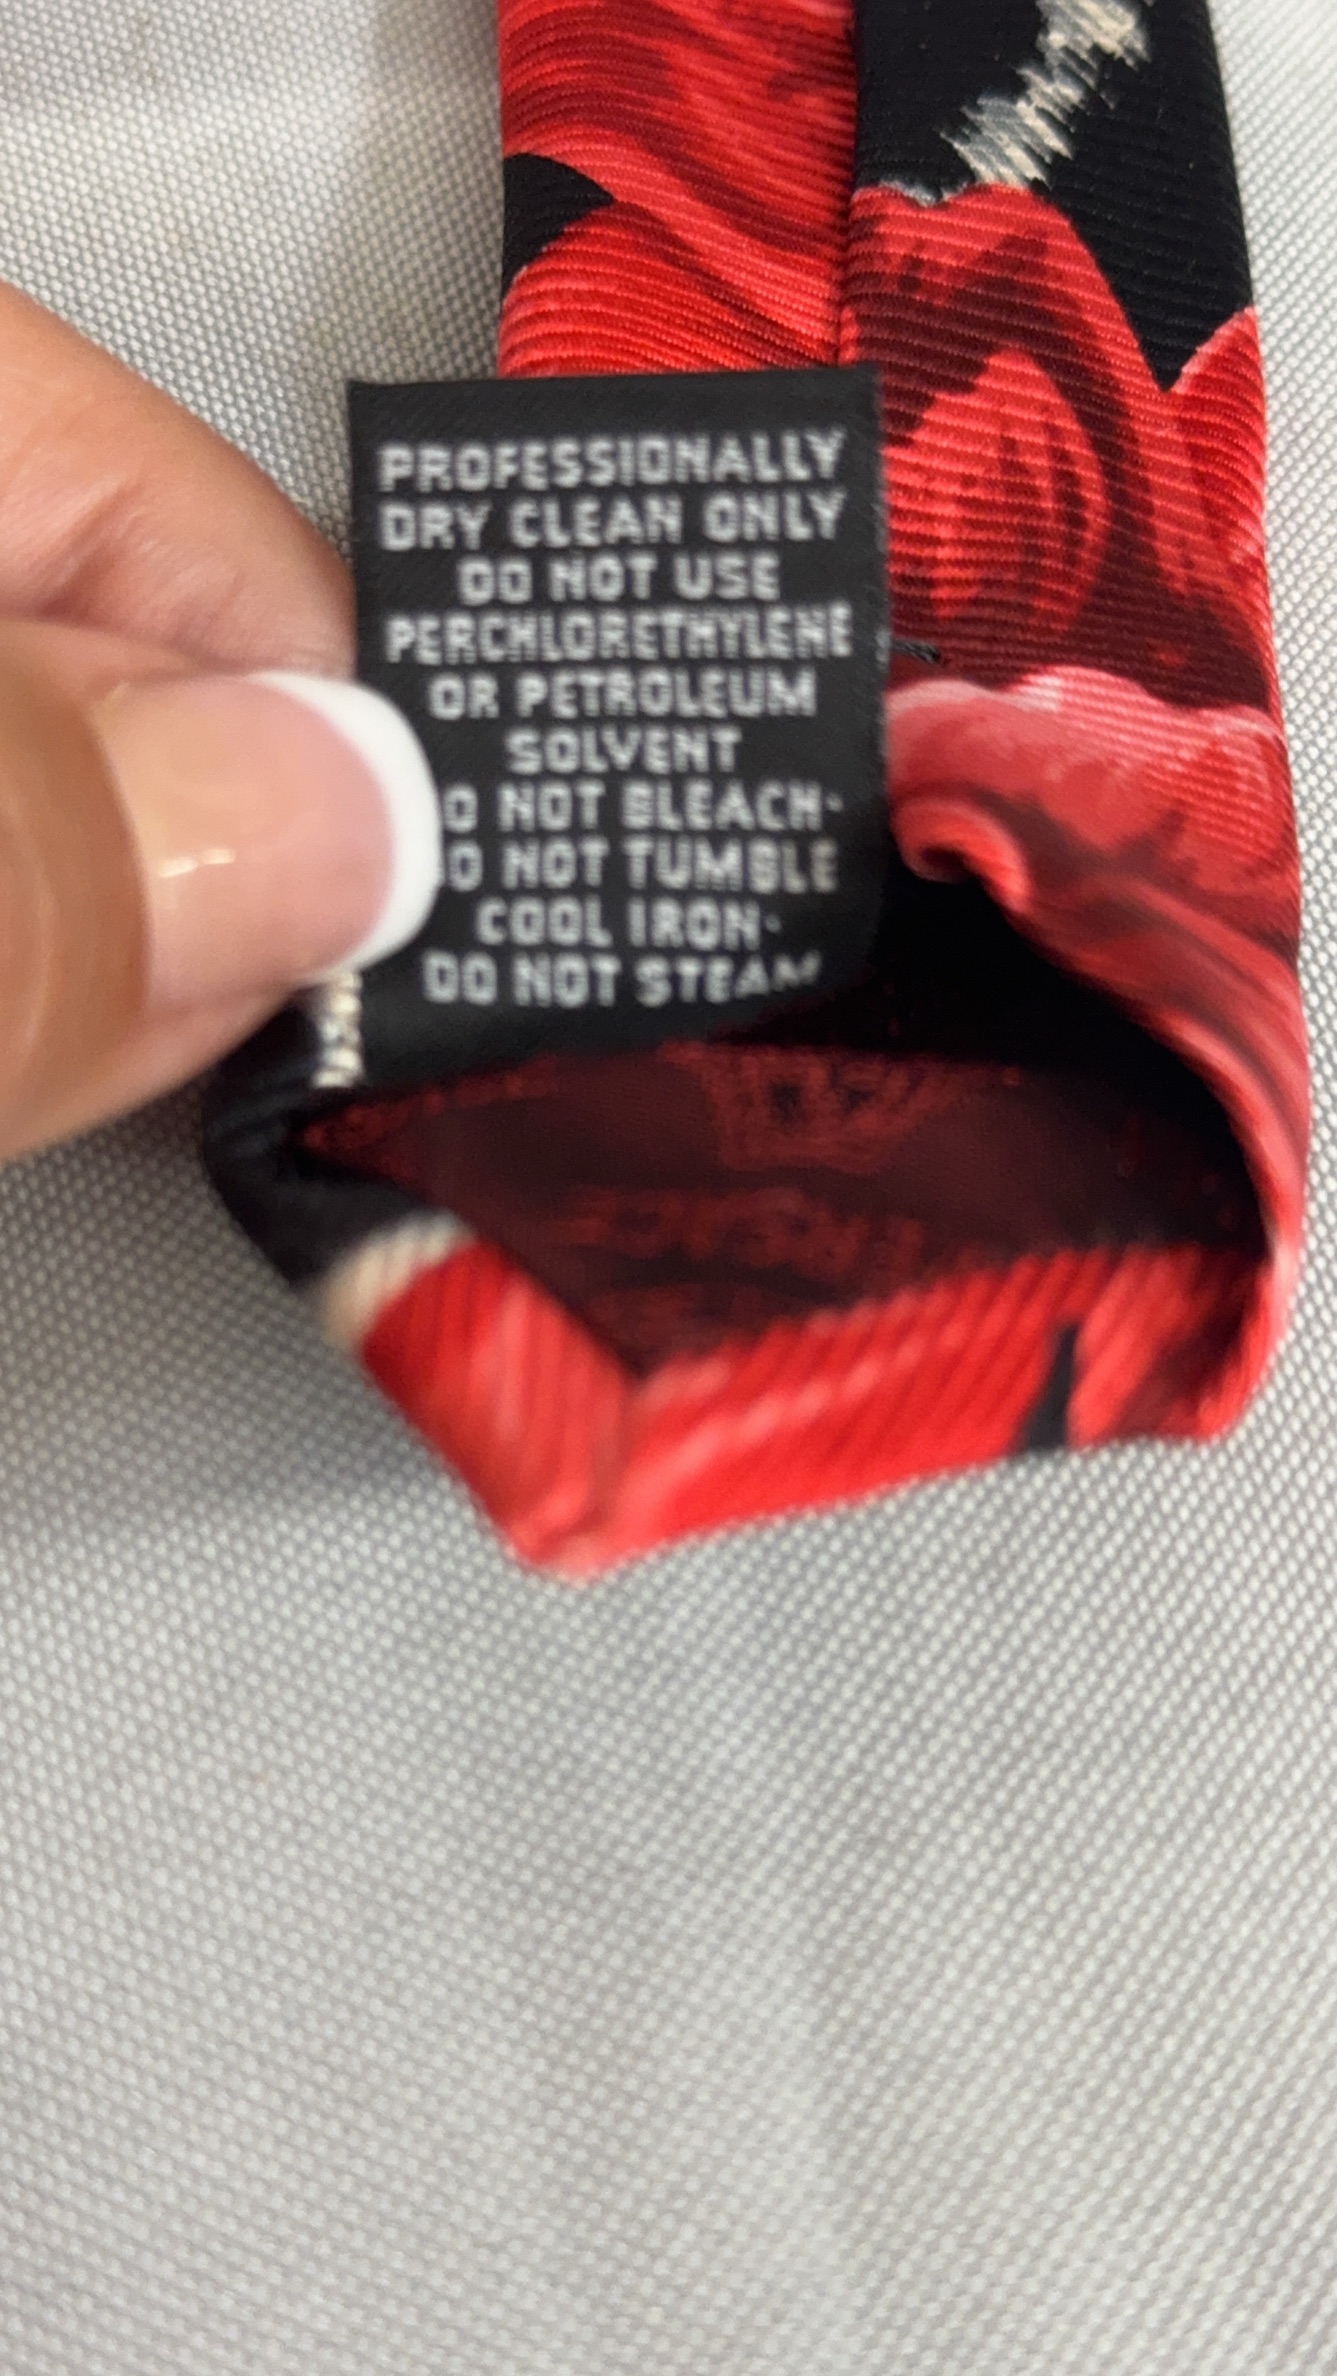 PROFESSIONALLY
DRY CLEAN ONLY
DO NOT USE
PERCHLORETHYLENE
OR PETROLEUM
SOLVENT
O NOT BLEACH·
O NOT TUMBLE
COOL IRON·
DO NOT STEAM